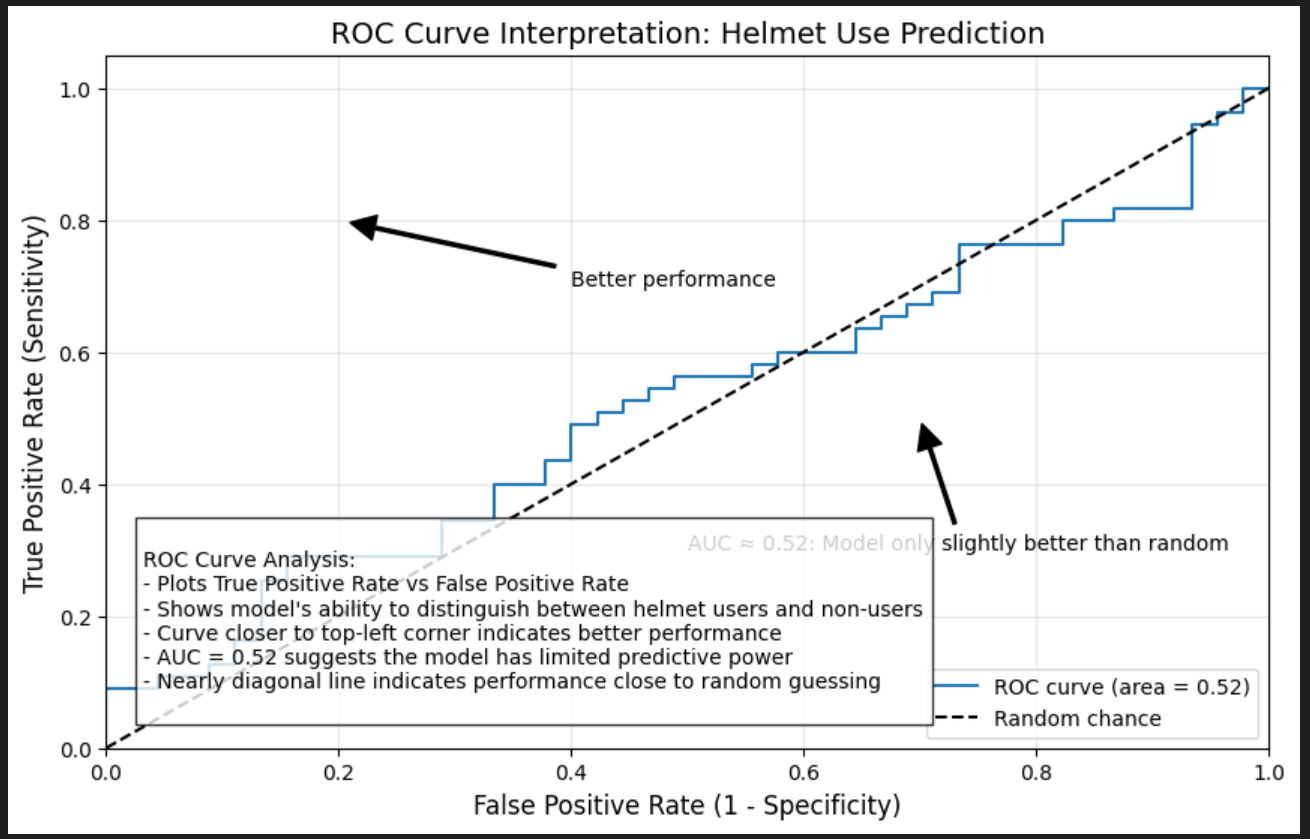 ROC Curve Interpretation: Helmet Use Prediction
True Positive Rate (Sensitivity)
1.0
0.8
0.6
0.4
0.2
0.0
Better performance
AUC ≈ 0.52: Model only slightly better than random
ROC Curve Analysis:
- Plots True Positive Rate vs False Positive Rate
- Shows model's ability to distinguish between helmet users and non-users
- Curve closer to top-left corner indicates better performance
- AUC = 0.52 suggests the model has limited predictive power
- Nearly diagonal line indicates performance close to random guessing
ROC curve (area = 0.52)
Random chance
0.0 0.2 0.4 0.6 0.8 1.0
False Positive Rate (1 - Specificity)